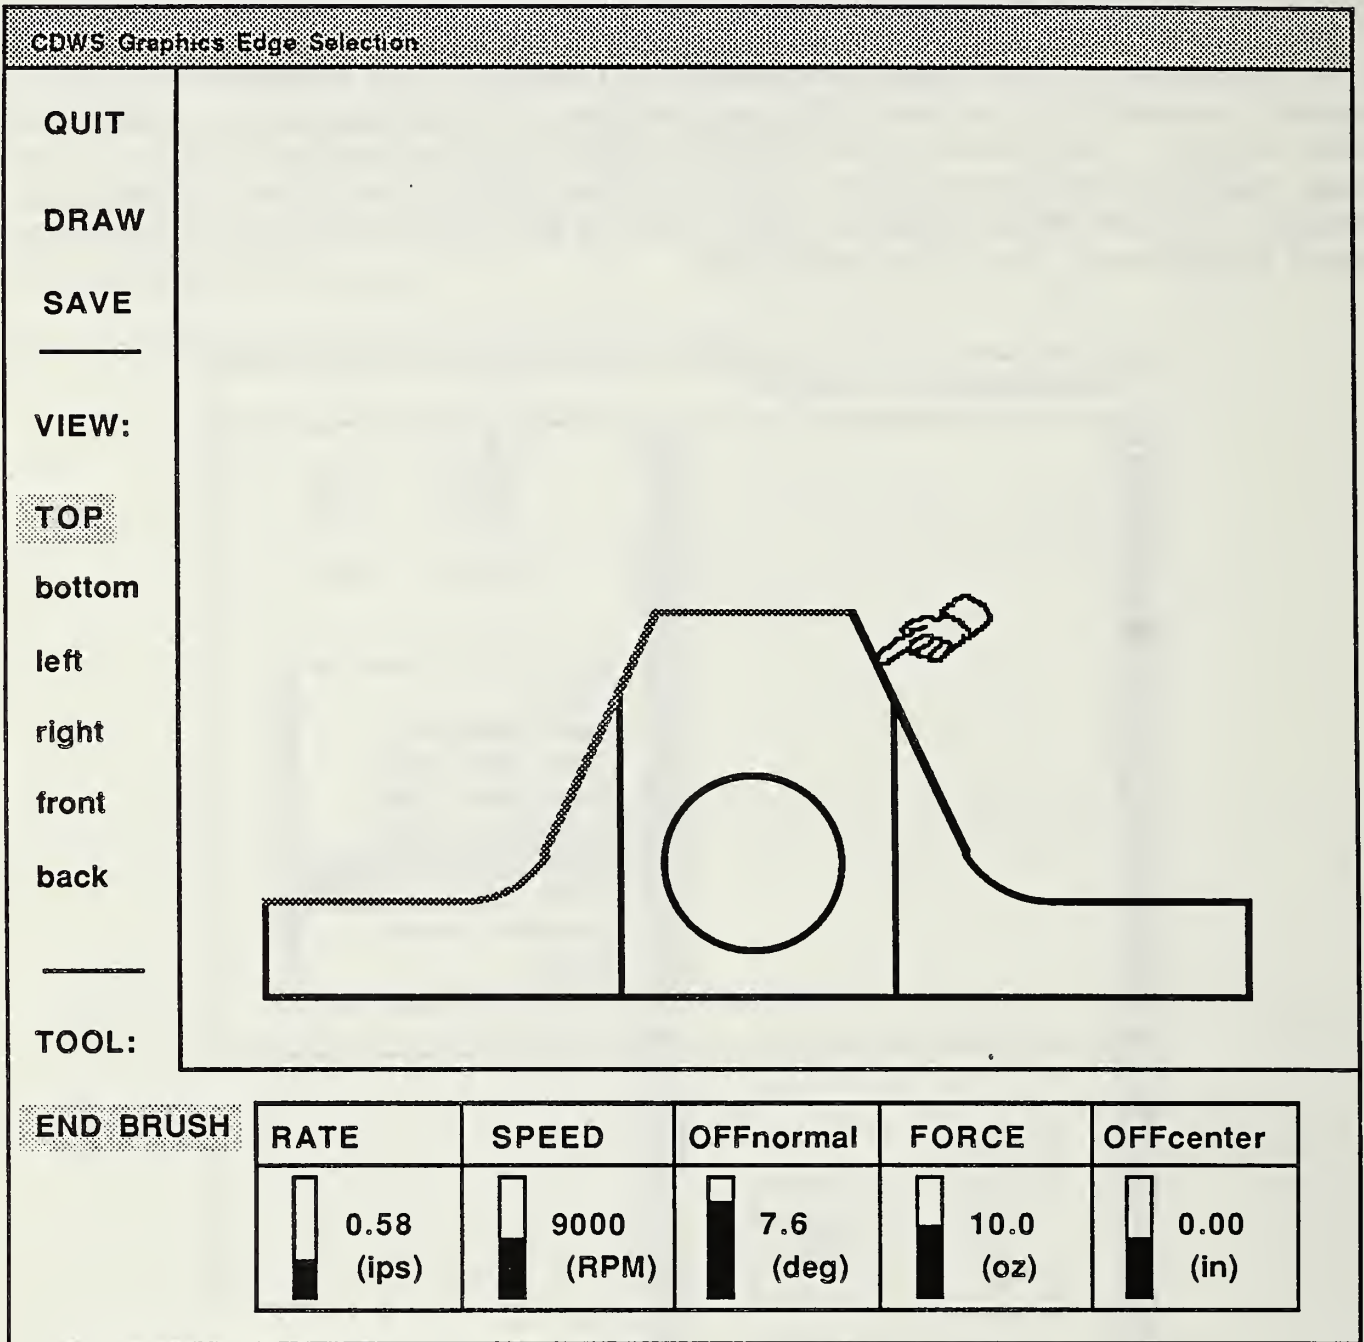 CDWS Graphics Edge Selection
QUIT
DRAW
SAVE
VIEW:
TOP
bottom
left
right
front
back
TOOL:
END BRUSH
RATE SPEED OFFnormal FORCE OFFcenter
0.58 9000 7.6 10.0 0.00
(ips) (RPM) (deg) (oz) (in)